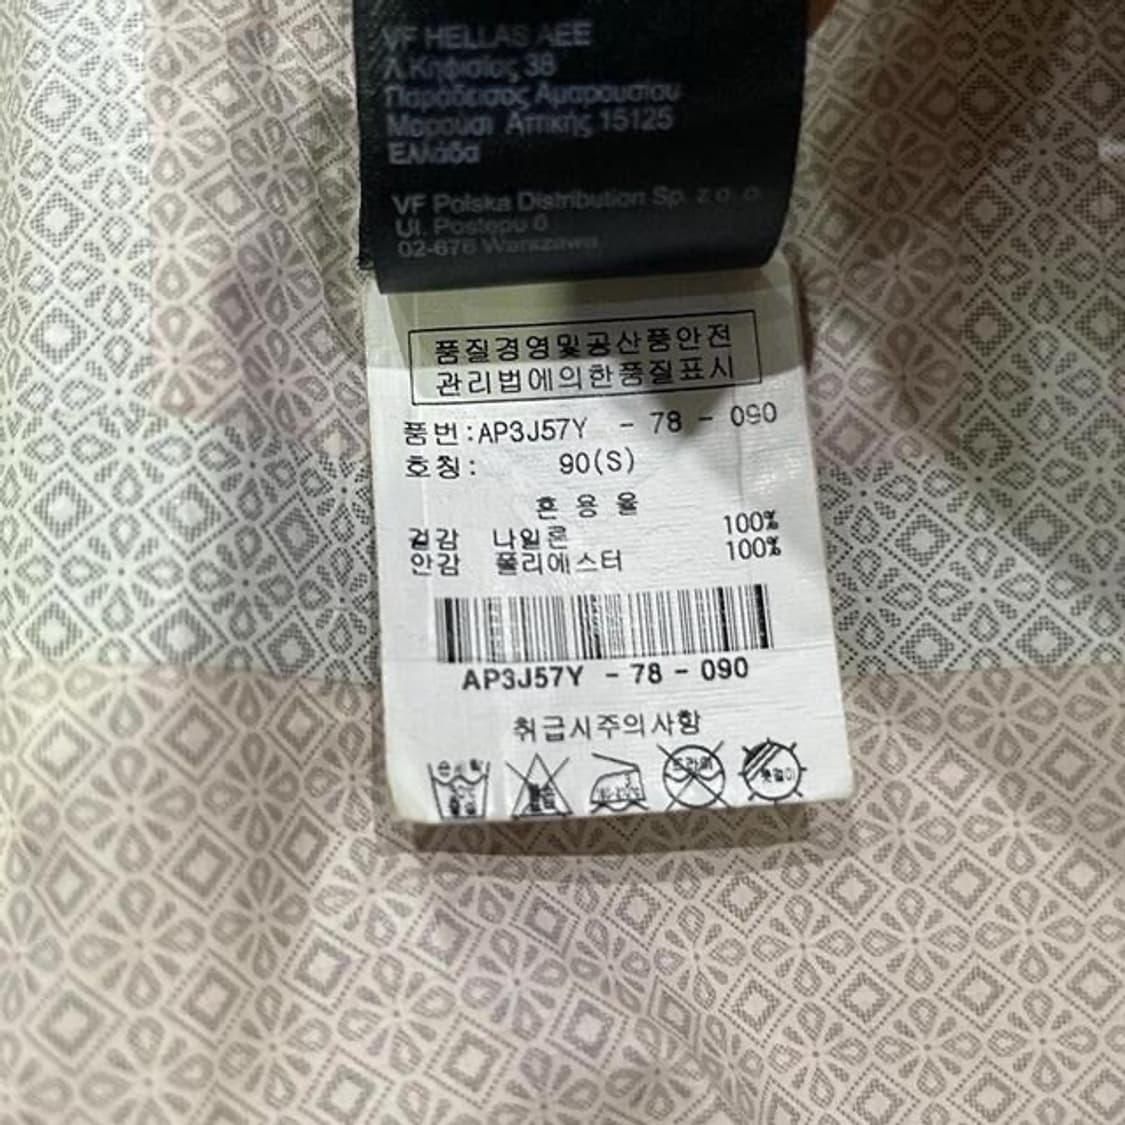 VF HELLAS AEE
Λ.Κηφισίας 38
Παράδεισος Αμαρουσίου
Μαρούσι Αττικής 15125
Ελλάδα
VF Polska Distribution Sp. z o. o.
Ul. Postępu 6
02-676 Warszawa
품질경영및공산품안전
관리법에의한품질표시
품번:AP3J57Y - 78 - 090
호칭: 90(S)
혼용율
겉감 나일론 100%
안감 폴리에스터 100%
AP3J57Y - 78 - 090
취급시주의사항
드라이